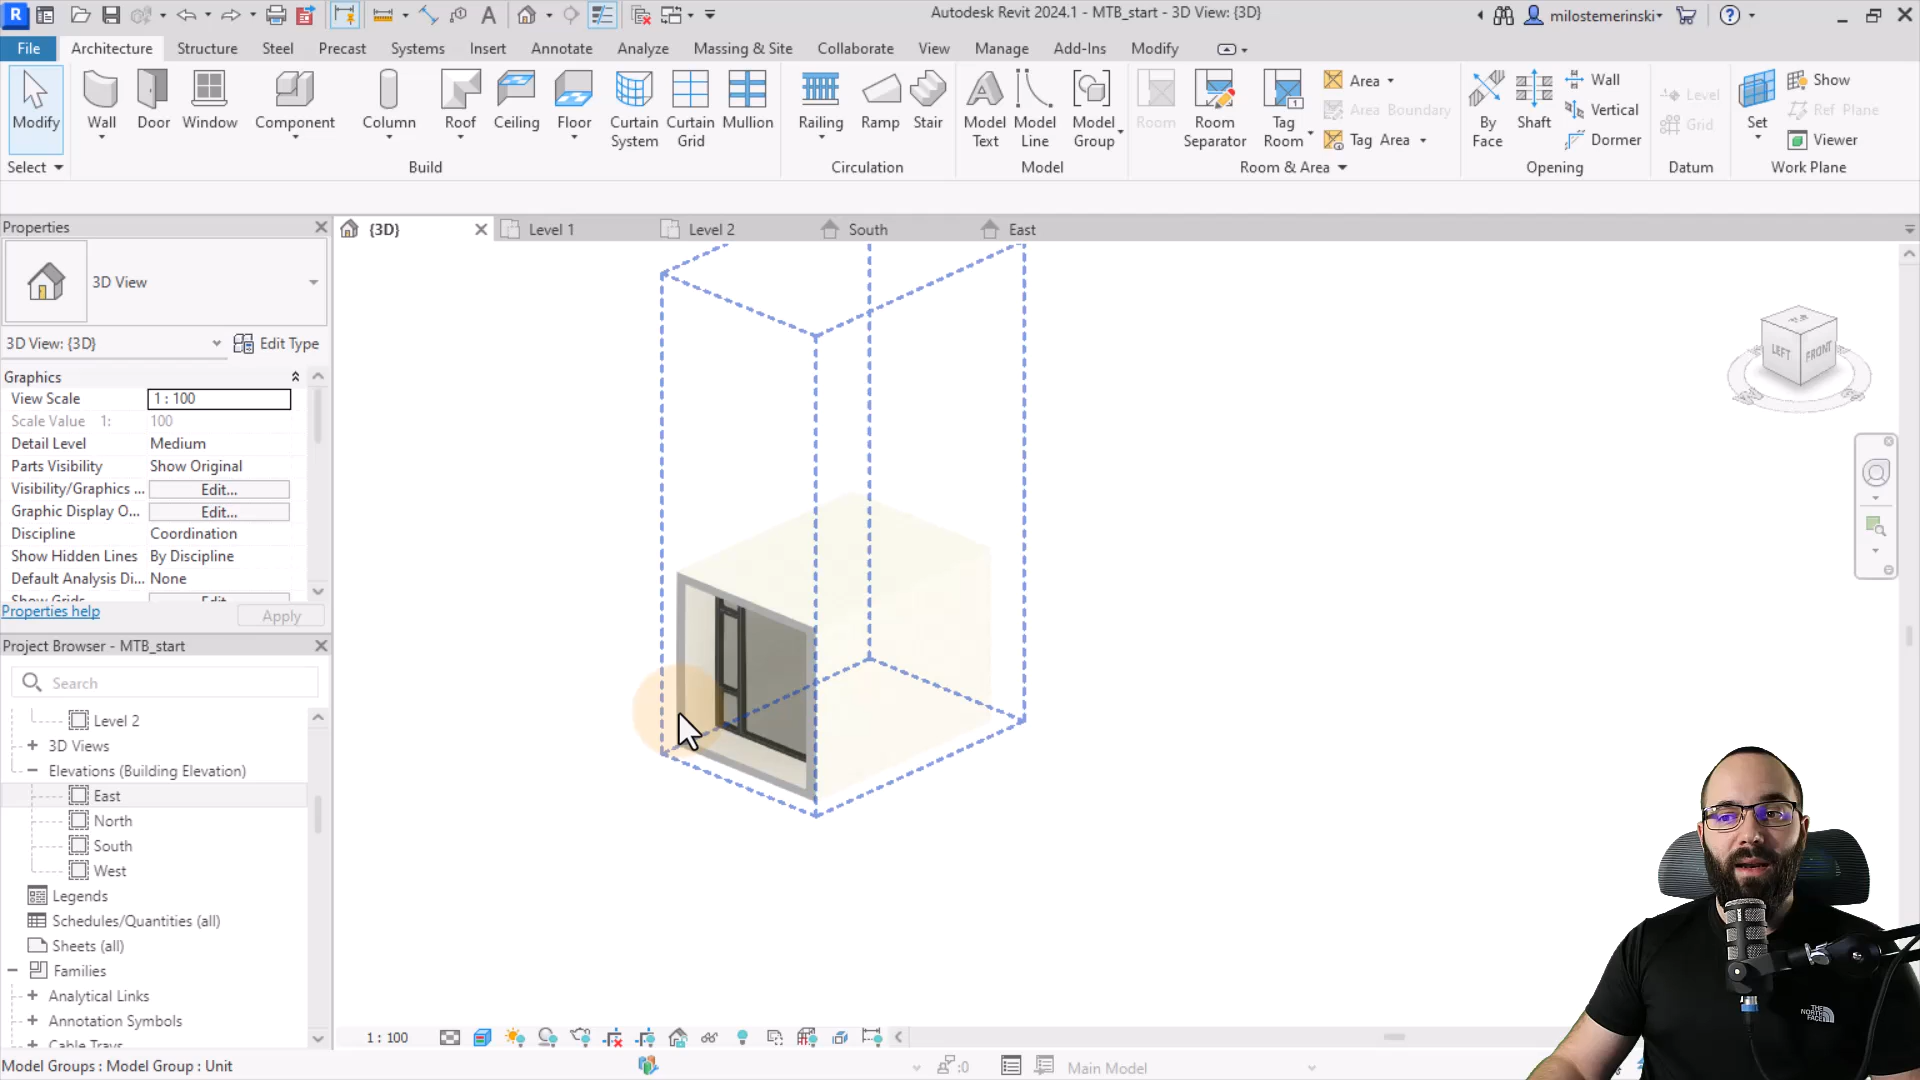 Autodesk Revit 2024.1 - MTB_start - 3D View: {3D}
milostemerinski
File Architecture Structure Steel Precast Systems Insert Annotate Analyze Massing & Site Collaborate View Manage Add-Ins Modify
Modify
Wall
Door
Window
Component
Column
Roof
Ceiling
Floor
Curtain System
Curtain Grid
Mullion
Railing
Ramp
Stair
Model Text
Model Line
Model Group
Room
Room Separator
Tag Room
Area
Area Boundary
Tag Area
By Face
Shaft
Wall
Vertical
Dormer
Level
Grid
Set
Show
Ref Plane
Viewer
Select Build Circulation Model Room & Area Opening Datum Work Plane
Properties
{3D} Level 1 Level 2 South East
3D View
3D View: {3D} Edit Type
Graphics
View Scale 1 : 100
Scale Value 1: 100
Detail Level Medium
Parts Visibility Show Original
Visibility/Graphics ... Edit...
Graphic Display O... Edit...
Discipline Coordination
Show Hidden Lines By Discipline
Default Analysis Di... None
Show Grids Edit...
Properties help Apply
Project Browser - MTB_start
Search
Level 2
3D Views
Elevations (Building Elevation)
East
North
South
West
Legends
Schedules/Quantities (all)
Sheets (all)
Families
Analytical Links
Annotation Symbols
Cable Trays
LEFT FRONT
1 : 100
Model Groups : Model Group : Unit
:0
Main Model
THE
NORTH
FACE